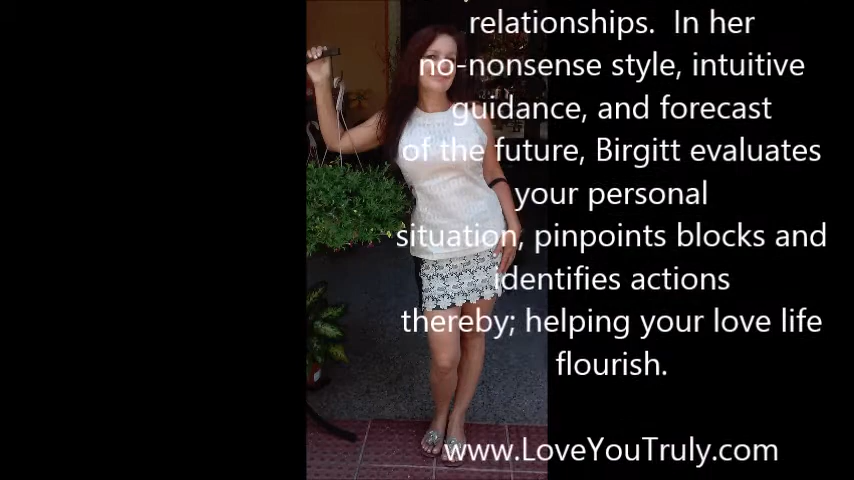 relationships.  In her
no-nonsense style, intuitive
guidance, and forecast
of the future, Birgitt evaluates
your personal
situation, pinpoints blocks and
identifies actions
thereby; helping your love life
flourish.
www.LoveYouTruly.com